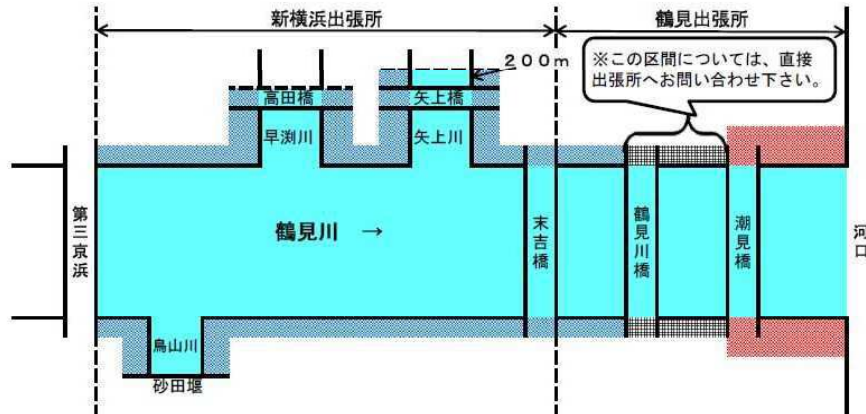 新横浜出張所
鶴見出張所
200m
※この区間については、直接
出張所へお問い合わせ下さい。
高田橋
矢上橋
早渕川
矢上川
第三京浜
鶴見川 →
末吉橋
鶴見川橋
潮見橋
河口
鳥山川
砂田堰